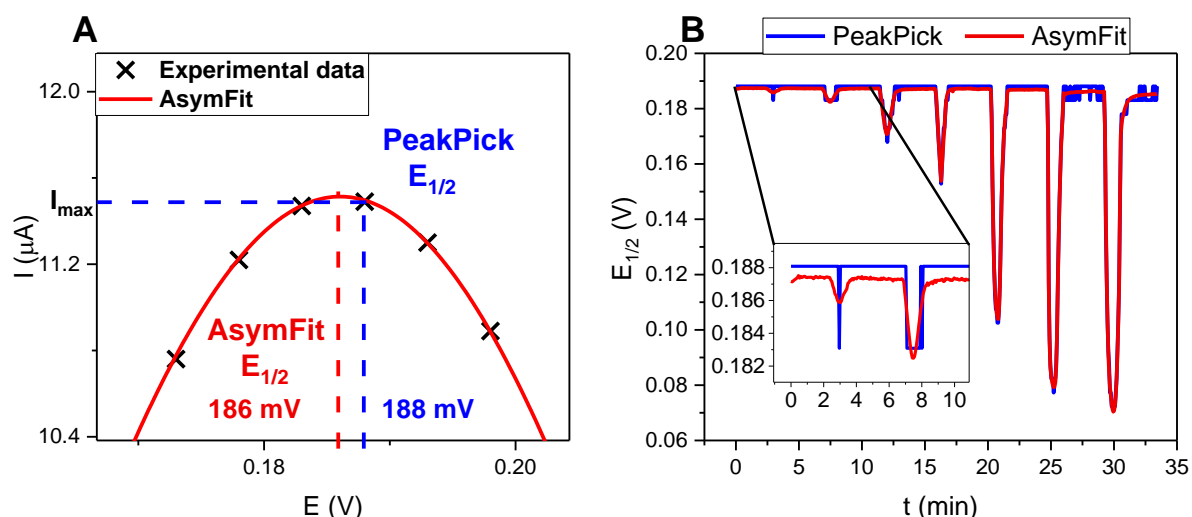 A
Experimental data
AsymFit
PeakPick
E1/2
Imax
AsymFit
E1/2
186 mV
188 mV
12.0
11.2
10.4
I (μA)
0.18
0.20
E (V)
B
PeakPick
AsymFit
0.20
0.18
0.16
0.14
0.12
0.10
0.08
0.06
E1/2 (V)
0.188
0.186
0.184
0.182
0 2 4 6 8 10
0 5 10 15 20 25 30 35
t (min)